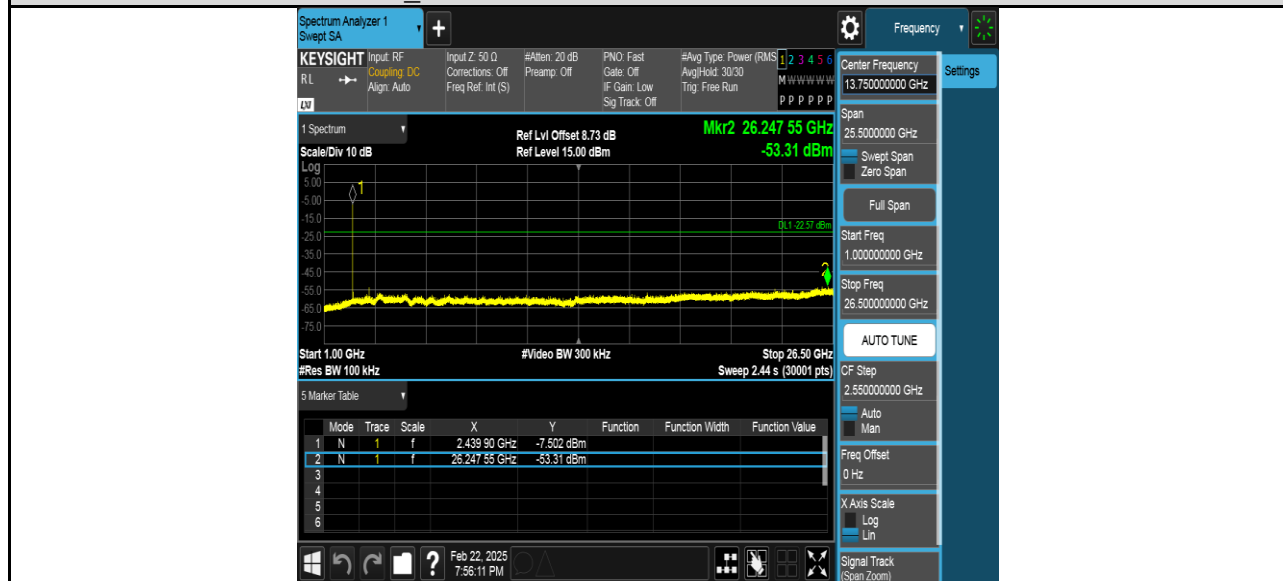 Spectrum Analyzer 1
Swept SA
+
Frequency
KEYSIGHT
RL
LXI
Input: RF
Coupling: DC
Align: Auto
Input Z: 50 Ω
Corrections: Off
Freq Ref: Int (S)
#Atten: 20 dB
Preamp: Off
PNO: Fast
Gate: Off
IF Gain: Low
Sig Track: Off
#Avg Type: Power (RMS
Avg|Hold: 30/30
Trig: Free Run
1 2 3 4 5 6
M W W W W W
P P P P P P
1 Spectrum
Ref Lvl Offset 8.73 dB
Mkr2 26.247 55 GHz
Scale/Div 10 dB
Ref Level 15.00 dBm
-53.31 dBm
Log
5.00
-5.00
-15.0
-25.0
-35.0
-45.0
-55.0
-65.0
-75.0
1
DL1 -22.57 dBm
2
Start 1.00 GHz
#Video BW 300 kHz
Stop 26.50 GHz
#Res BW 100 kHz
Sweep 2.44 s (30001 pts)
5 Marker Table
Mode Trace Scale X Y Function Function Width Function Value
1 N 1 f 2.439 90 GHz -7.502 dBm
2 N 1 f 26.247 55 GHz -53.31 dBm
3
4
5
6
?
Feb 22, 2025
7:56:11 PM
Center Frequency
13.750000000 GHz
Settings
Span
25.5000000 GHz
Swept Span
Zero Span
Full Span
Start Freq
1.000000000 GHz
Stop Freq
26.500000000 GHz
AUTO TUNE
CF Step
2.550000000 GHz
Auto
Man
Freq Offset
0 Hz
X Axis Scale
Log
Lin
Signal Track
(Span Zoom)